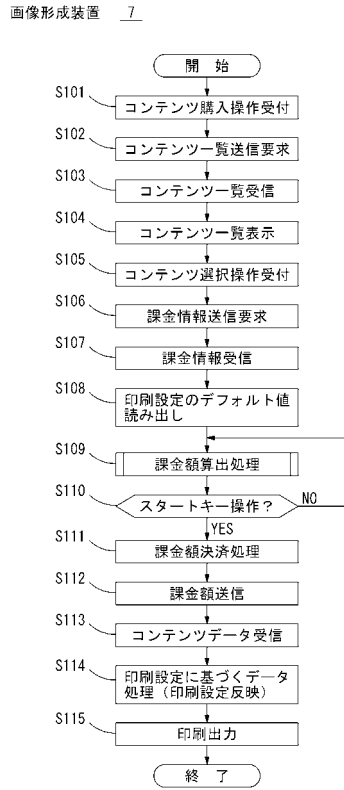 画像形成装置 7
開 始
S101
コンテンツ購入操作受付
S102
コンテンツ一覧送信要求
S103
コンテンツ一覧受信
S104
コンテンツ一覧表示
S105
コンテンツ選択操作受付
S106
課金情報送信要求
S107
課金情報受信
S108
印刷設定のデフォルト値
読み出し
S109
課金額算出処理
S110
スタートキー操作？
NO
YES
S111
課金額決済処理
S112
課金額送信
S113
コンテンツデータ受信
S114
印刷設定に基づくデータ
処理（印刷設定反映）
S115
印刷出力
終 了